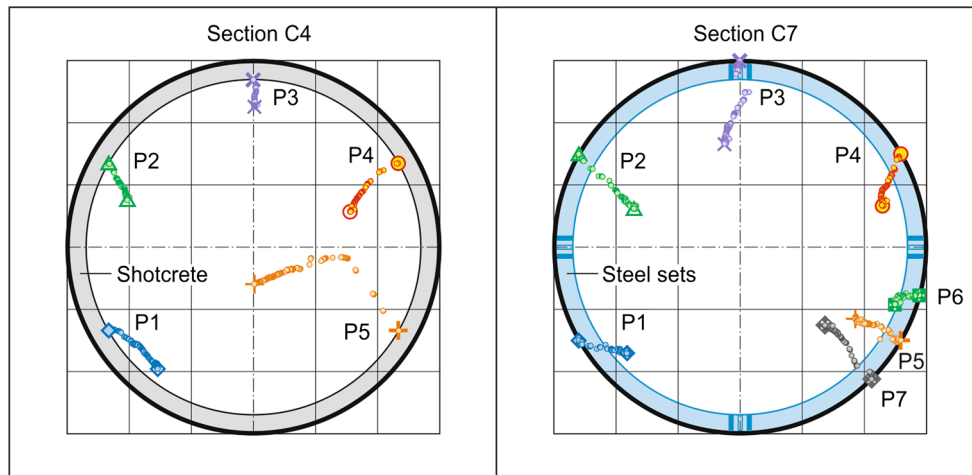 Section C4
P3
P2
P4
Shotcrete
P1
P5
Section C7
P3
P2
P4
Steel sets
P6
P1
P5
P7